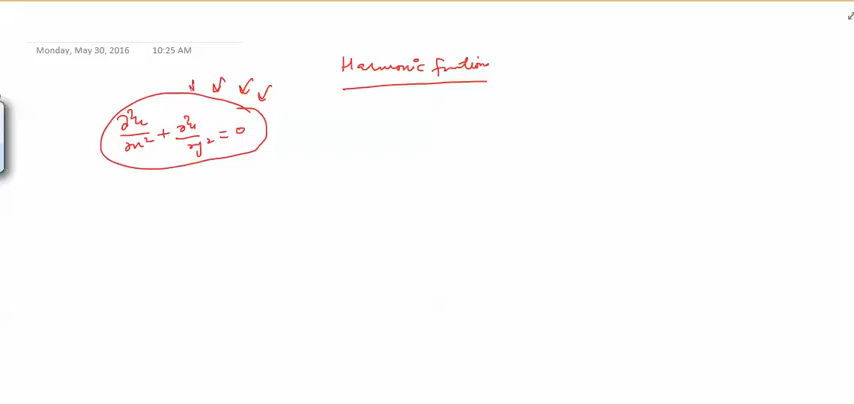 Monday, May 30, 2016 10:25 AM
Harmonic function
∂²u/∂x² + ∂²u/∂y² = 0